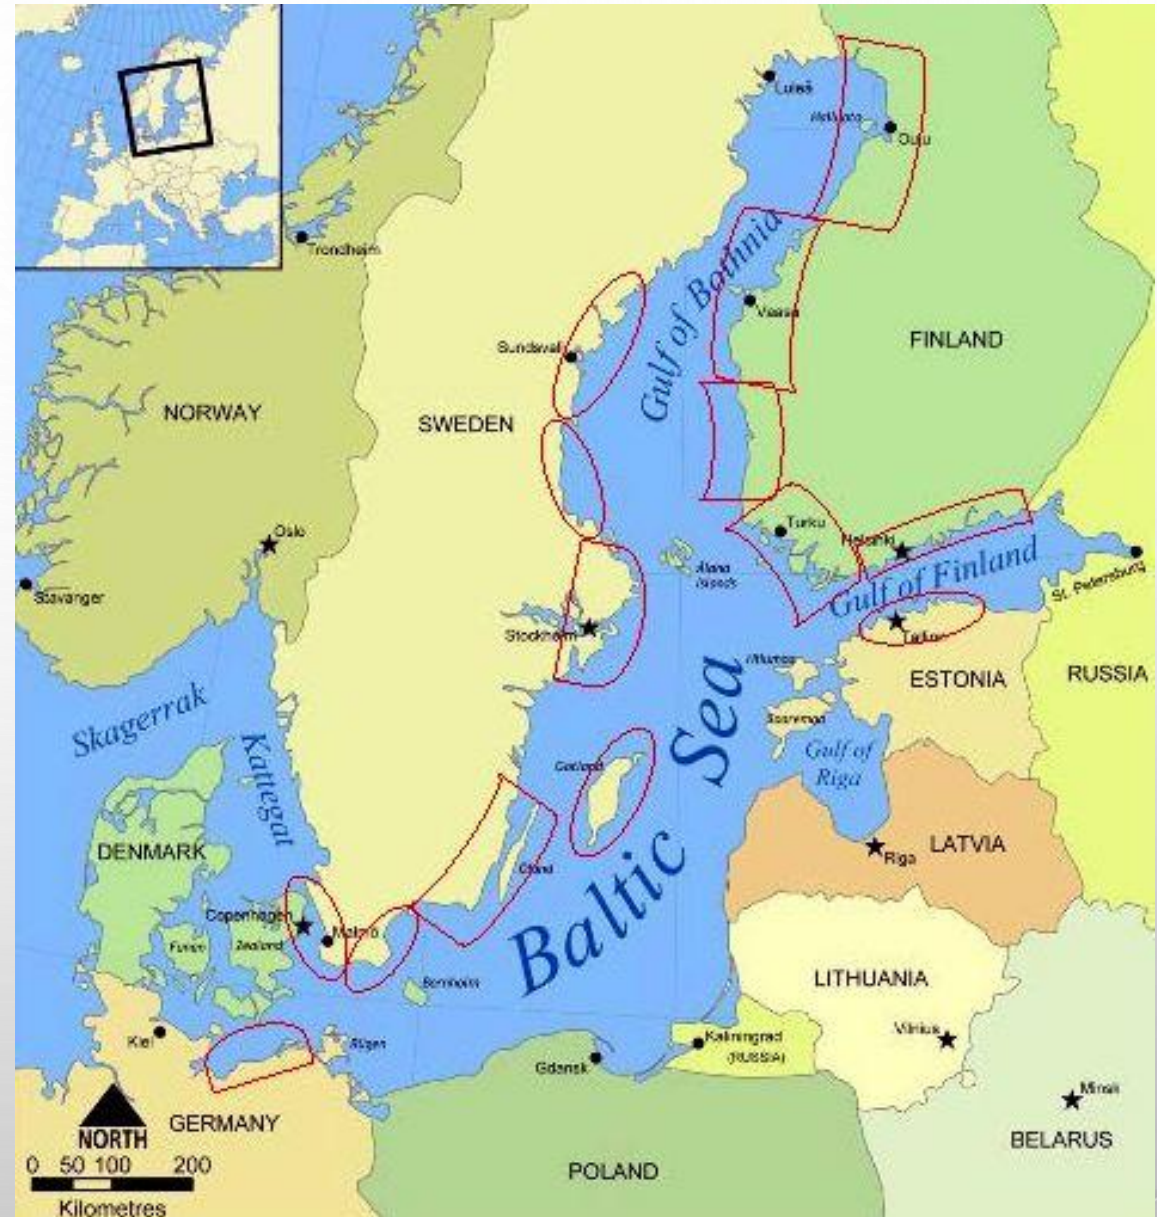 Luleå
Hailuoto
Oulu
Trondheim
Gulf of Bothnia
Vaasa
FINLAND
Sundsvall
NORWAY
SWEDEN
Turku
Helsinki
Oslo
Åland
Islands
Gulf of Finland
St. Petersburg
Stavanger
Stockholm
Tallinn
Hiiumaa
ESTONIA
RUSSIA
Skagerrak
Saaremaa
Kattegat
Gulf of
Riga
Gotland
Baltic Sea
DENMARK
LATVIA
Riga
Öland
Copenhagen
Malmö
Funen
Zealand
Bornholm
LITHUANIA
Kiel
Rügen
Vilnius
Kaliningrad
(RUSSIA)
Gdansk
Minsk
GERMANY
NORTH
BELARUS
POLAND
0 50 100 200
Kilometres